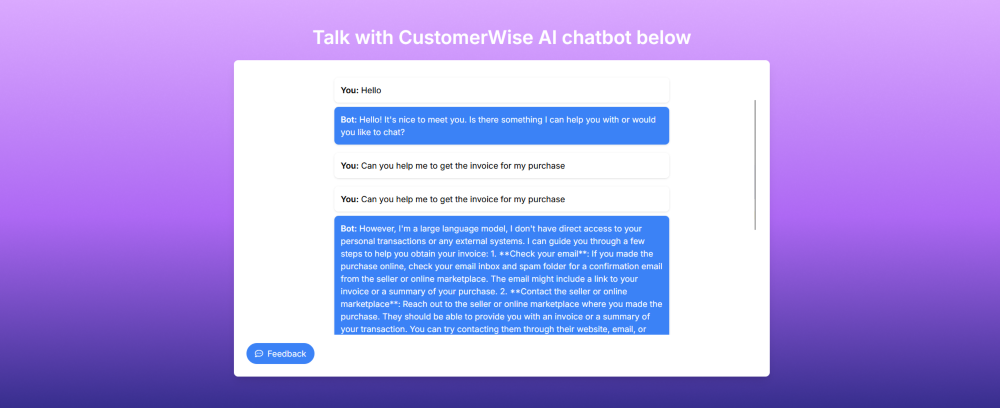 Talk with CustomerWise AI chatbot below
You: Hello
Bot: Hello! It's nice to meet you. Is there something I can help you with or would
you like to chat?
You: Can you help me to get the invoice for my purchase
You: Can you help me to get the invoice for my purchase
Bot: However, I'm a large language model, I don't have direct access to your
personal transactions or any external systems. I can guide you through a few
steps to help you obtain your invoice: 1. **Check your email**: If you made the
purchase online, check your email inbox and spam folder for a confirmation email
from the seller or online marketplace. The email might include a link to your
invoice or a summary of your purchase. 2. **Contact the seller or online
marketplace**: Reach out to the seller or online marketplace where you made the
purchase. They should be able to provide you with an invoice or a summary of
your transaction. You can try contacting them through their website, email, or
Feedback